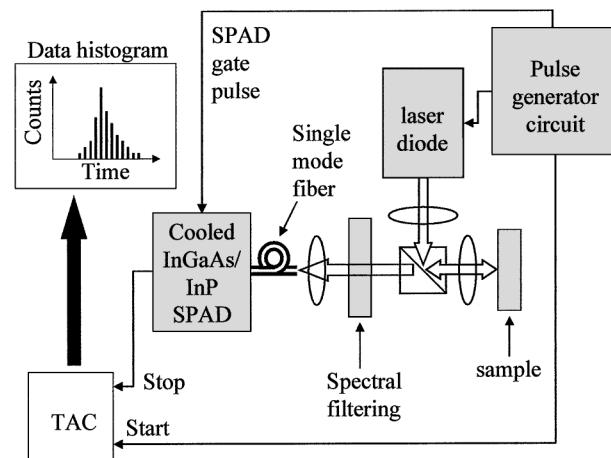 Data histogram
Counts
Time
SPAD
gate
pulse
Single
mode
fiber
laser
diode
Pulse
generator
circuit
Cooled
InGaAs/
InP
SPAD
Spectral
filtering
sample
Stop
TAC
Start